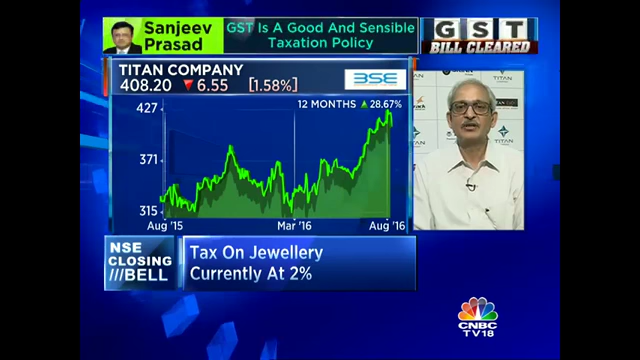 Sanjeev
Prasad
GST Is A Good And Sensible
Taxation Policy
GST
BILL CLEARED
TITAN COMPANY
408.20 ▼ 6.55 [1.58%]
BSE
12 MONTHS ▲ 28.67%
427
371
315
Aug '15
Mar '16
Aug '16
TITAN
NSE
CLOSING
///BELL
Tax On Jewellery
Currently At 2%
CNBC
TV18